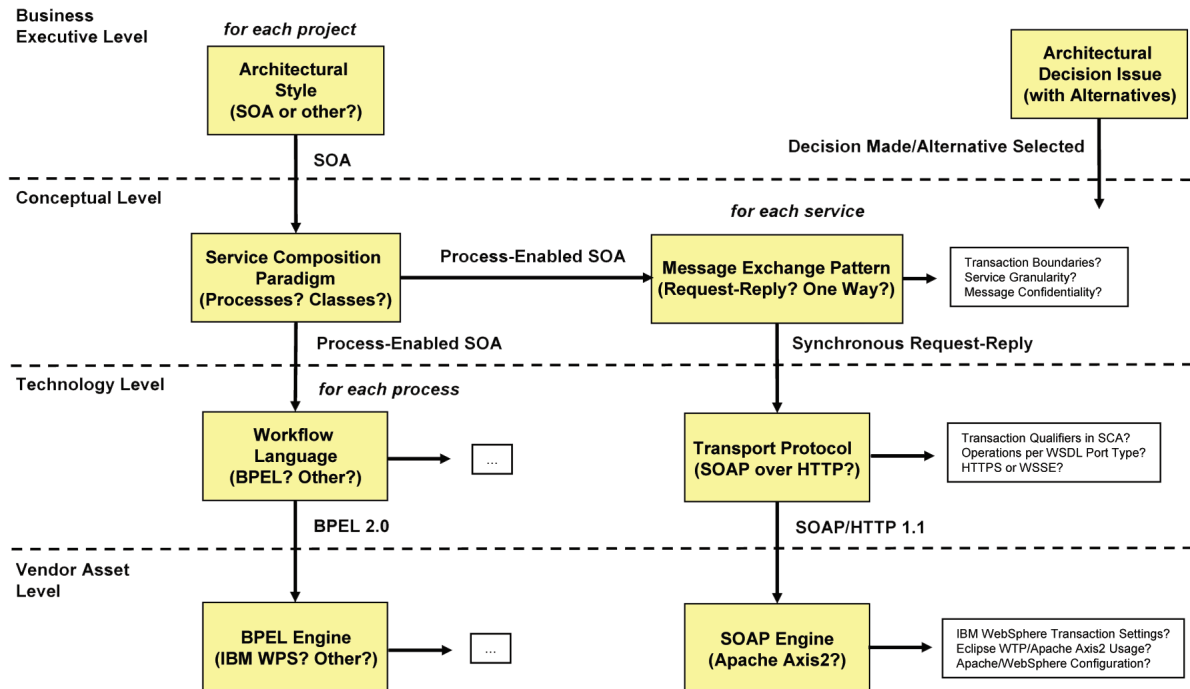 Business
Executive Level
for each project
Architectural
Style
(SOA or other?)
Architectural
Decision Issue
(with Alternatives)
SOA
Decision Made/Alternative Selected
Conceptual Level
for each service
Service Composition
Paradigm
(Processes? Classes?)
Process-Enabled SOA
Message Exchange Pattern
(Request-Reply? One Way?)
Transaction Boundaries?
Service Granularity?
Message Confidentiality?
Process-Enabled SOA
Synchronous Request-Reply
Technology Level
for each process
Workflow
Language
(BPEL? Other?)
...
Transport Protocol
(SOAP over HTTP?)
Transaction Qualifiers in SCA?
Operations per WSDL Port Type?
HTTPS or WSSE?
BPEL 2.0
SOAP/HTTP 1.1
Vendor Asset
Level
BPEL Engine
(IBM WPS? Other?)
...
SOAP Engine
(Apache Axis2?)
IBM WebSphere Transaction Settings?
Eclipse WTP/Apache Axis2 Usage?
Apache/WebSphere Configuration?